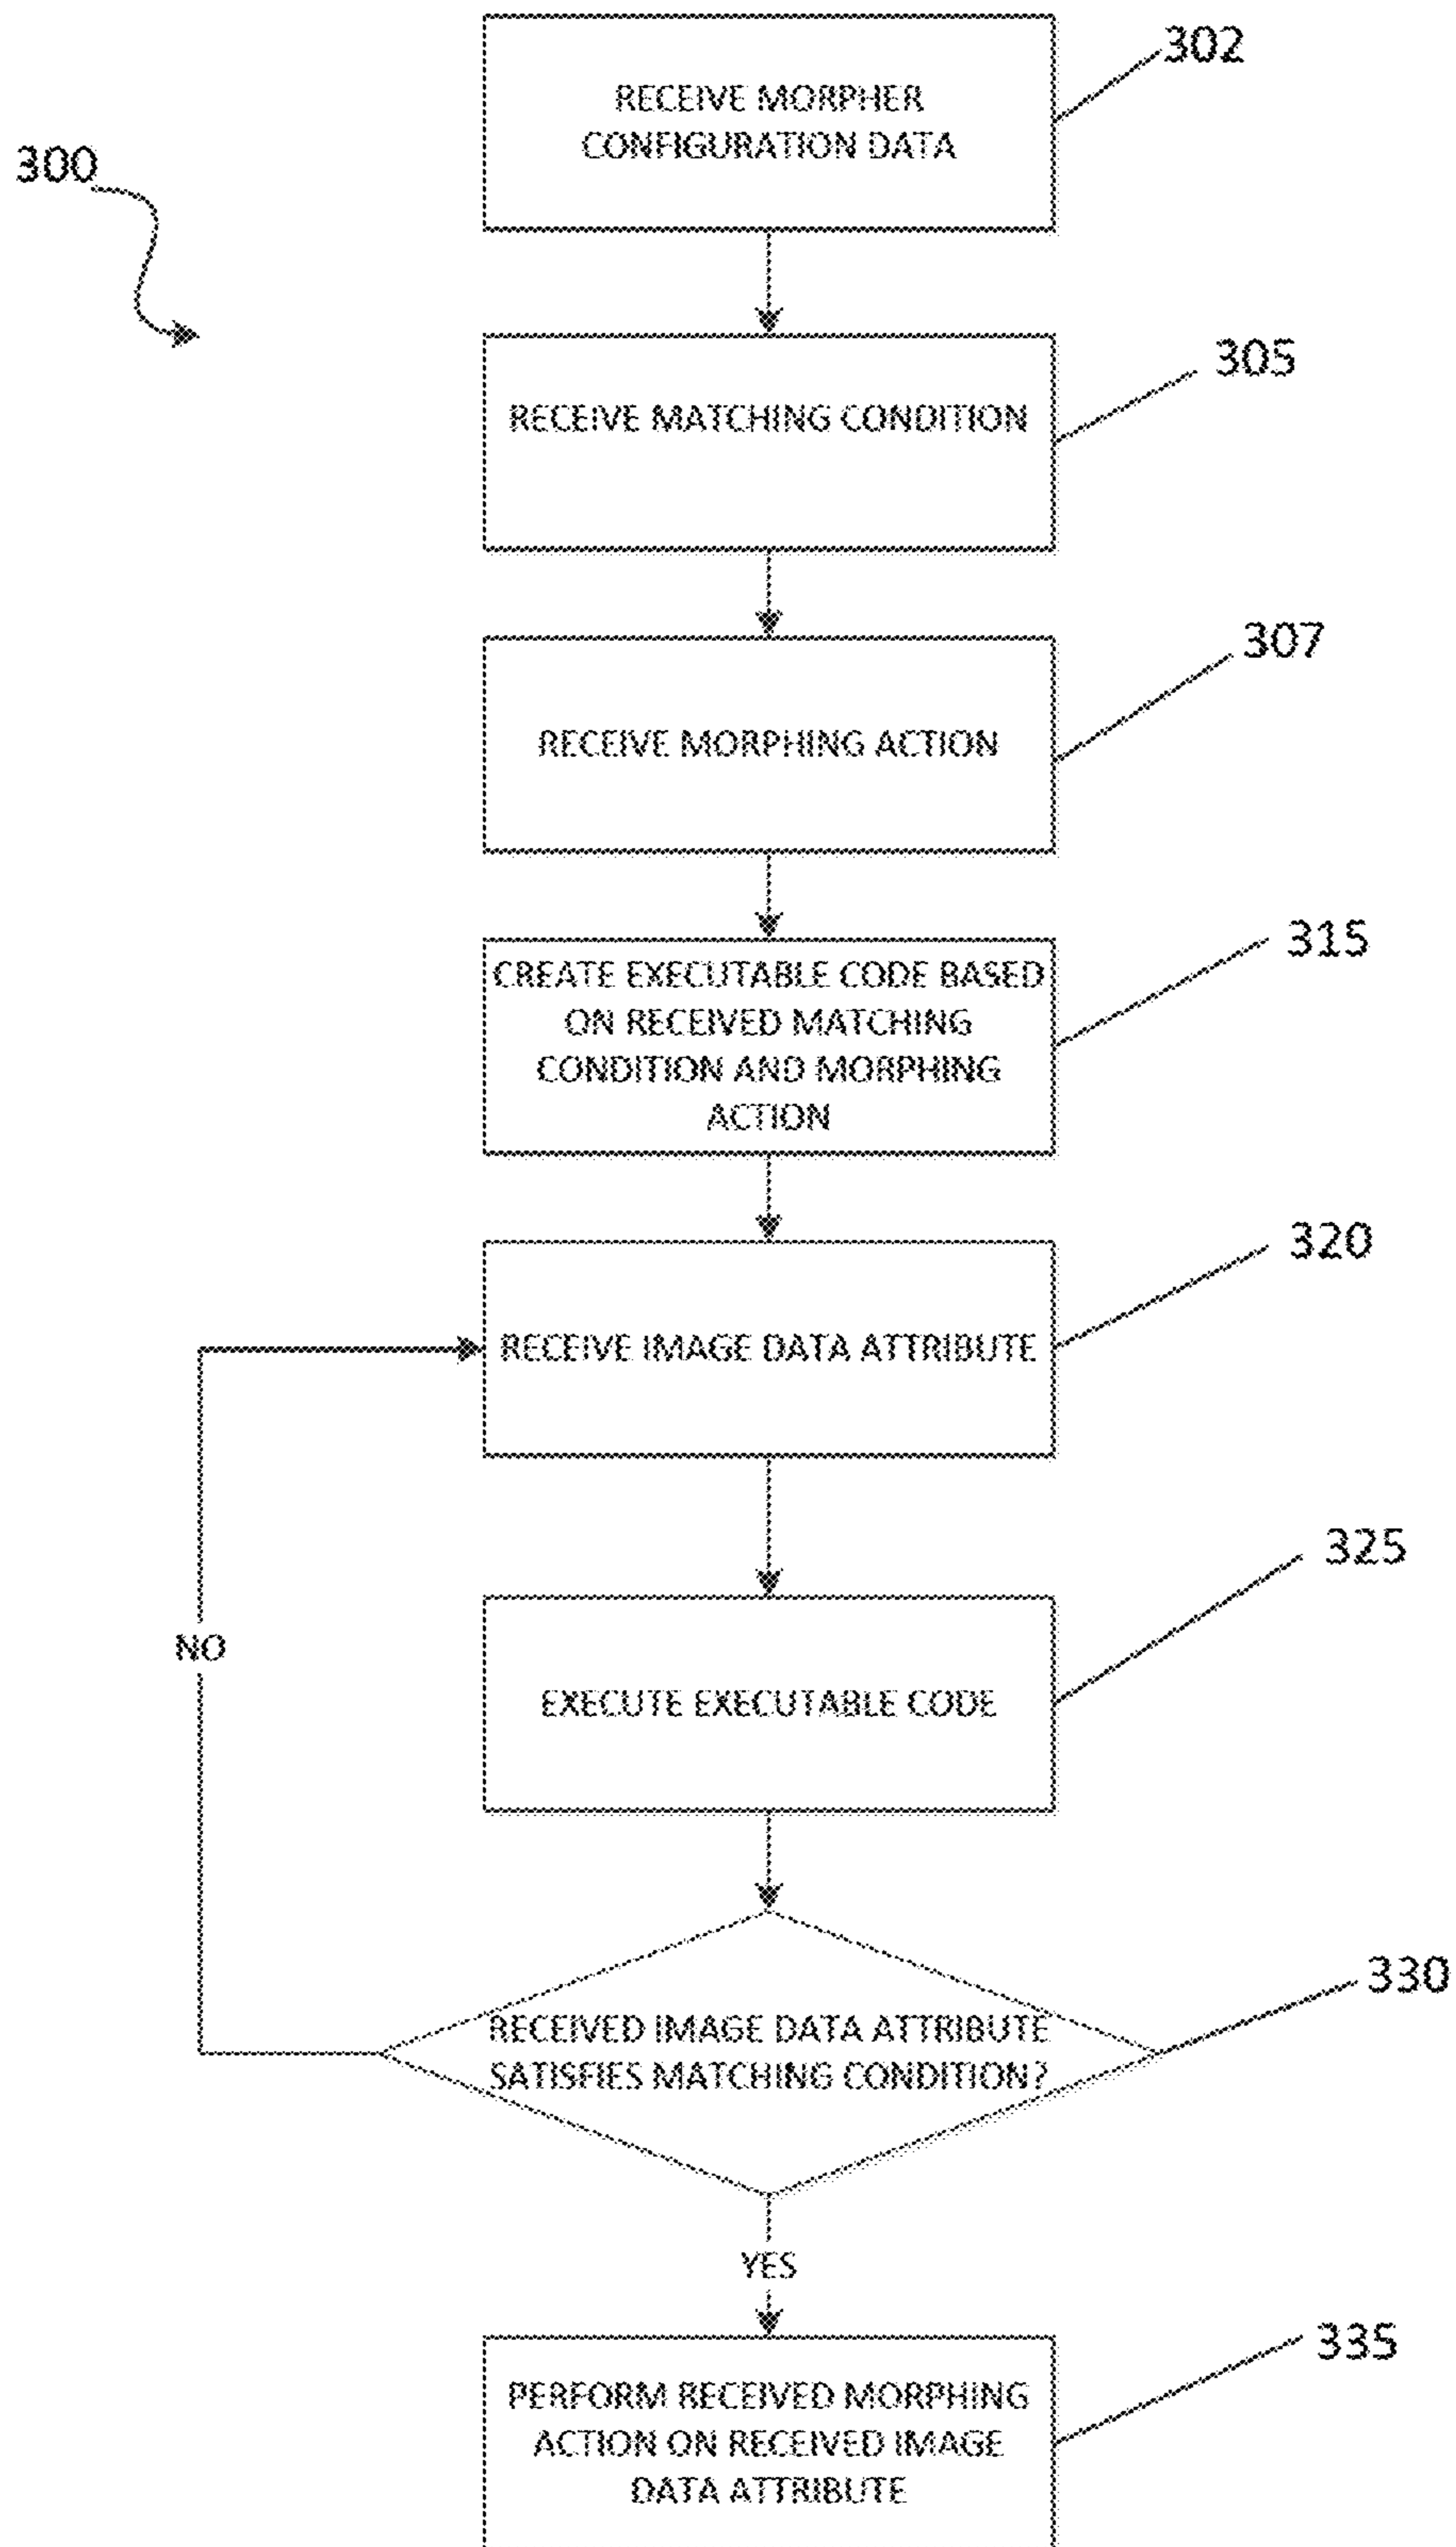 302
RECEIVE MORPHER
CONFIGURATION DATA
300
305
RECEIVE MATCHING CONDITION
307
RECEIVE MORPHING ACTION
315
CREATE EXECUTABLE CODE BASED
ON RECEIVED MATCHING
CONDITION AND MORPHING
ACTION
320
RECEIVE IMAGE DATA ATTRIBUTE
325
NO
EXECUTE EXECUTABLE CODE
330
RECEIVED IMAGE DATA ATTRIBUTE
SATISFIES MATCHING CONDITION?
YES
335
PERFORM RECEIVED MORPHING
ACTION ON RECEIVED IMAGE
DATA ATTRIBUTE